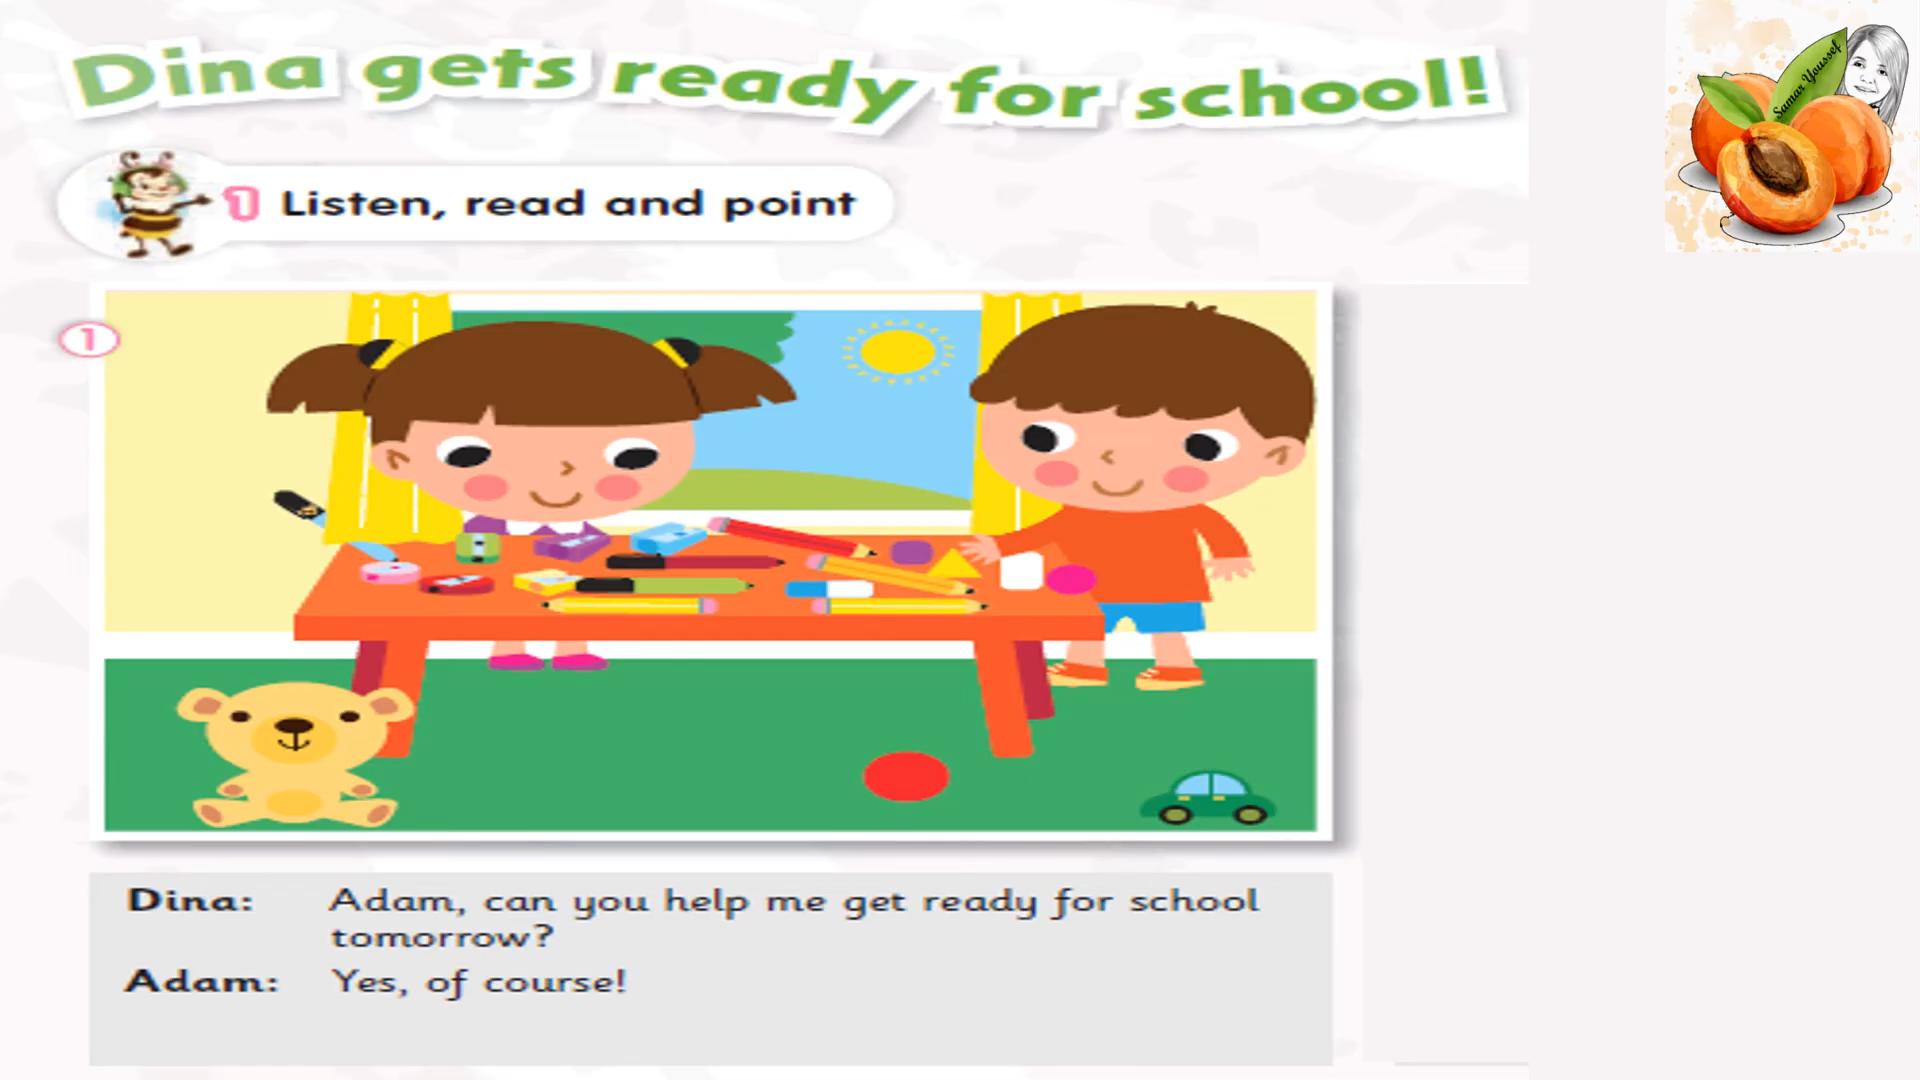 Dina gets ready for school!
1 Listen, read and point
1
Dina: Adam, can you help me get ready for school
tomorrow?
Adam: Yes, of course!
Samar Youssef